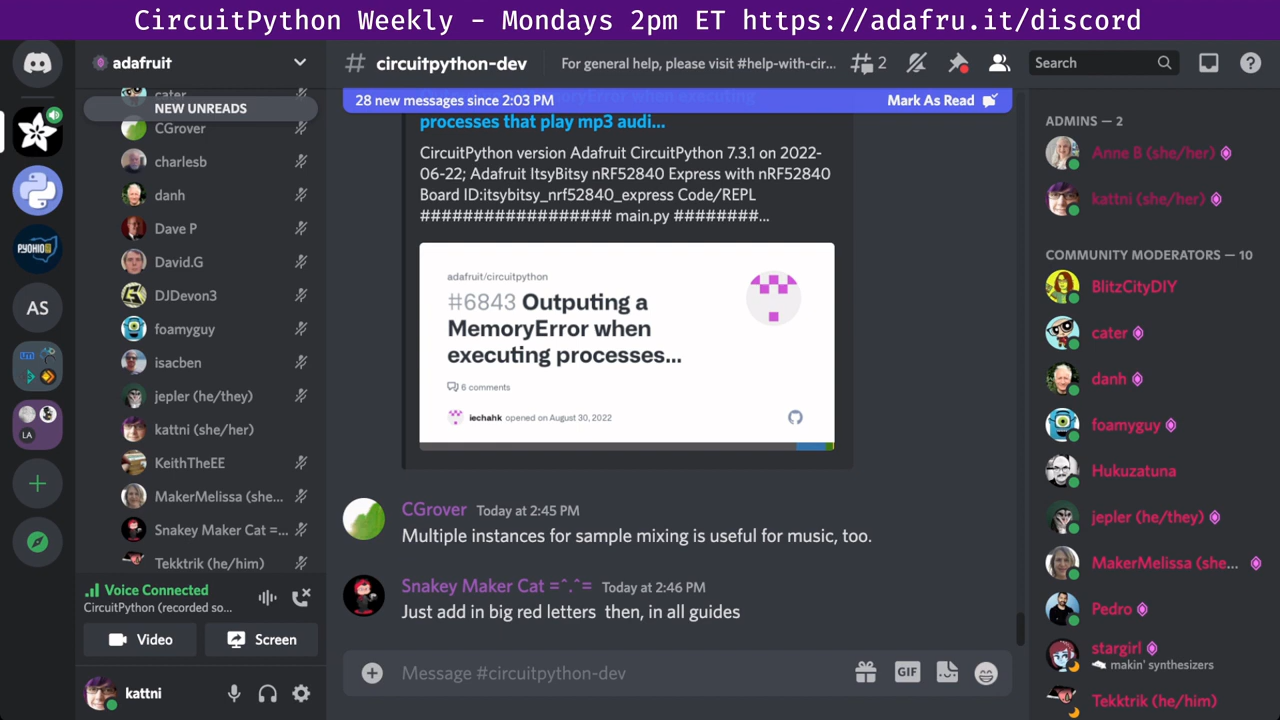 CircuitPython Weekly - Mondays 2pm ET https://adafru.it/discord
adafruit
cater
NEW UNREADS
CGrover
charlesb
danh
Dave P
David.G
DJDevon3
foamyguy
isacben
jepler (he/they)
kattni (she/her)
KeithTheEE
MakerMelissa (she...
Snakey Maker Cat =...
Tekktrik (he/him)
Voice Connected
CircuitPython (recorded so...
Video
Screen
kattni
PYOHIO
AS
LA
# circuitpython-dev
For general help, please visit #help-with-cir...
2
Search
28 new messages since 2:03 PM
Mark As Read
processes that play mp3 audi...
CircuitPython version Adafruit CircuitPython 7.3.1 on 2022-
06-22; Adafruit ItsyBitsy nRF52840 Express with nRF52840
Board ID:itsybitsy_nrf52840_express Code/REPL
################## main.py ########...
adafruit/circuitpython
#6843 Outputing a
MemoryError when
executing processes...
6 comments
iechahk opened on August 30, 2022
CGrover Today at 2:45 PM
Multiple instances for sample mixing is useful for music, too.
Snakey Maker Cat =^.^= Today at 2:46 PM
Just add in big red letters then, in all guides
Message #circuitpython-dev
GIF
ADMINS — 2
Anne B (she/her)
kattni (she/her)
COMMUNITY MODERATORS — 10
BlitzCityDIY
cater
danh
foamyguy
Hukuzatuna
jepler (he/they)
MakerMelissa (she...
Pedro
stargirl
makin' synthesizers
Tekktrik (he/him)